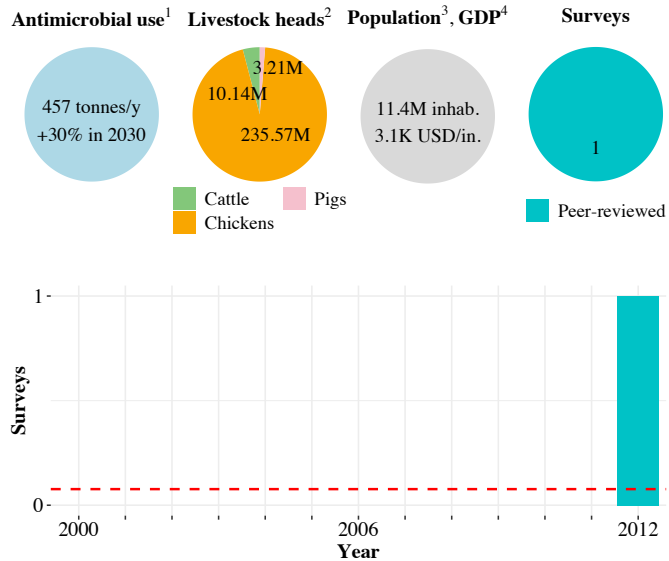 Antimicrobial use¹ Livestock heads² Population³, GDP⁴ Surveys
457 tonnes/y
+30% in 2030
3.21M
10.14M
235.57M
11.4M inhab.
3.1K USD/in.
1
Cattle Pigs
Chickens
Peer-reviewed
1
Surveys
0
2000 2006 2012
Year